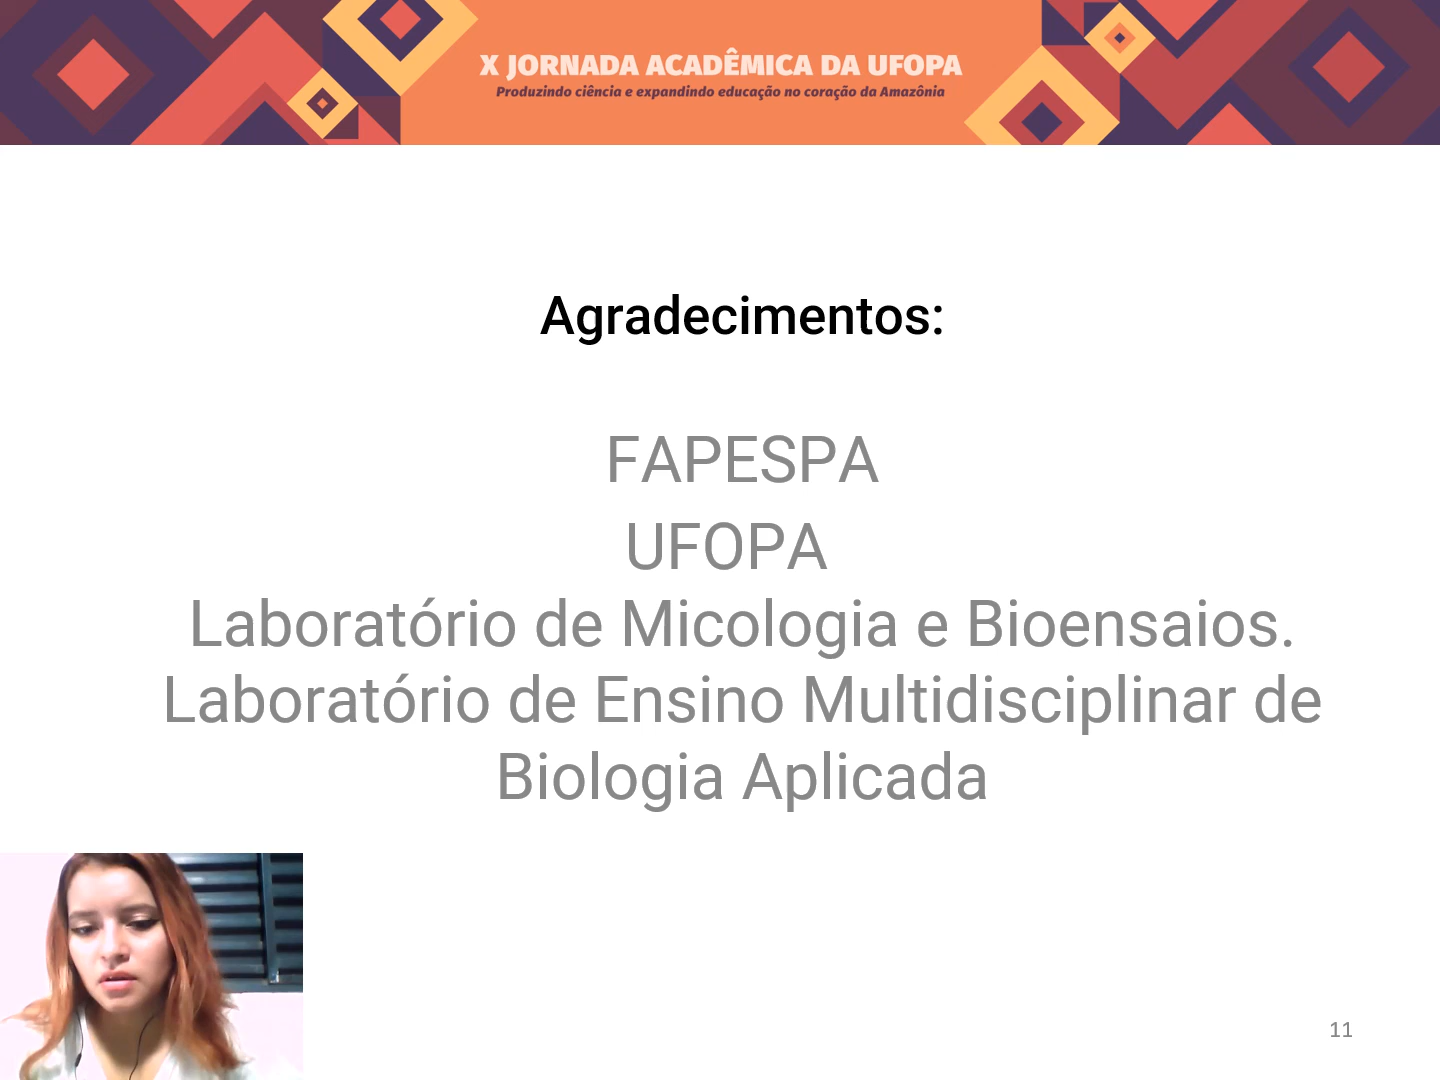 X JORNADA ACADÊMICA DA UFOPA
Produzindo ciência e expandindo educação no coração da Amazônia
Agradecimentos:
FAPESPA
UFOPA
Laboratório de Micologia e Bioensaios.
Laboratório de Ensino Multidisciplinar de
Biologia Aplicada
11